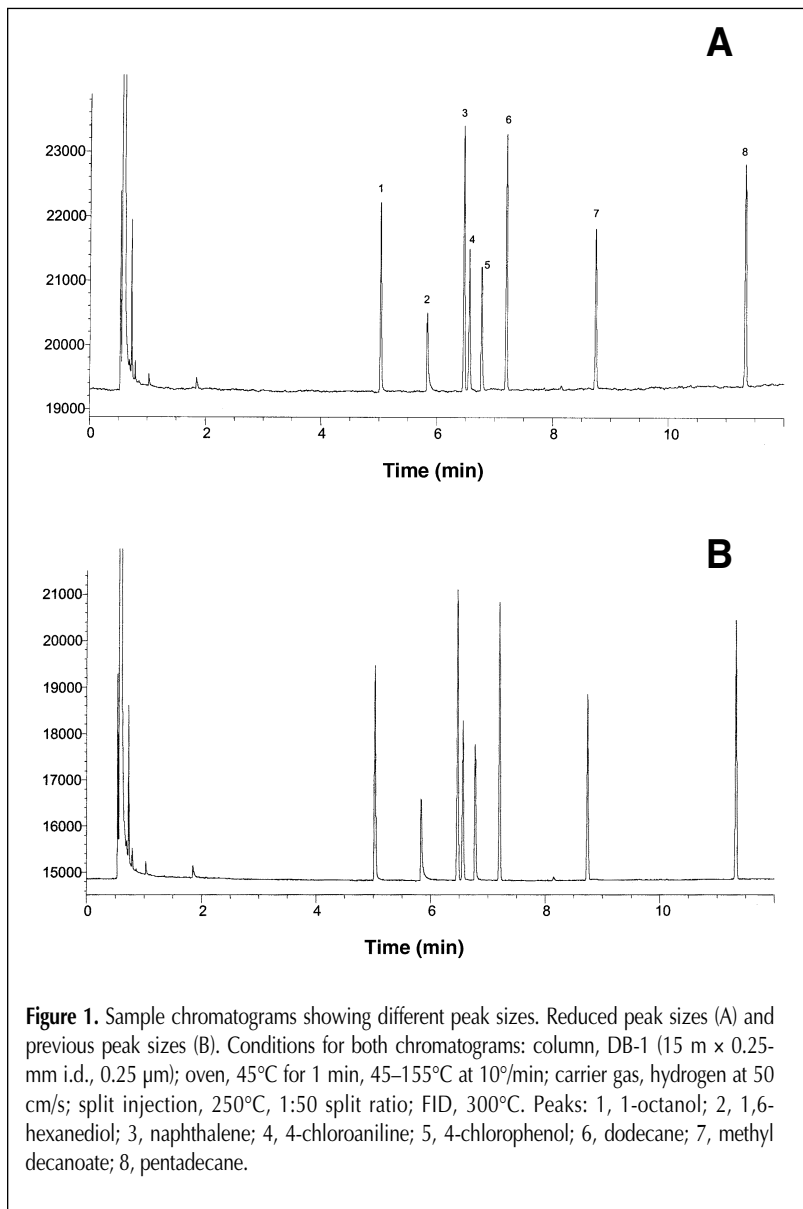 A
3
6
23000
8
1
22000
7
4
5
21000
2
20000
19000
0 2 4 6 8 10
Time (min)
B
21000
20000
19000
18000
17000
16000
15000
0 2 4 6 8 10
Time (min)
Figure 1. Sample chromatograms showing different peak sizes. Reduced peak sizes (A) and
previous peak sizes (B). Conditions for both chromatograms: column, DB-1 (15 m × 0.25-
mm i.d., 0.25 µm); oven, 45°C for 1 min, 45–155°C at 10°/min; carrier gas, hydrogen at 50
cm/s; split injection, 250°C, 1:50 split ratio; FID, 300°C. Peaks: 1, 1-octanol; 2, 1,6-
hexanediol; 3, naphthalene; 4, 4-chloroaniline; 5, 4-chlorophenol; 6, dodecane; 7, methyl
decanoate; 8, pentadecane.